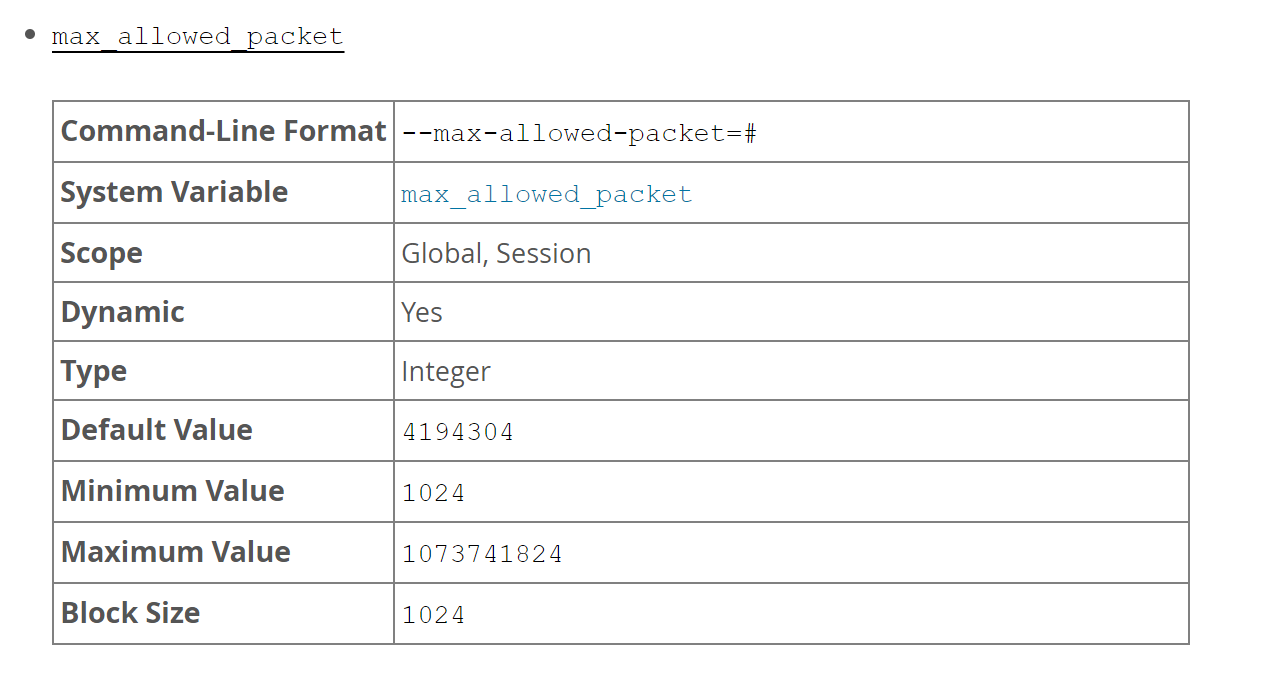 max_allowed_packet
Command-Line Format --max-allowed-packet=#
System Variable max_allowed_packet
Scope Global, Session
Dynamic Yes
Type Integer
Default Value 4194304
Minimum Value 1024
Maximum Value 1073741824
Block Size 1024